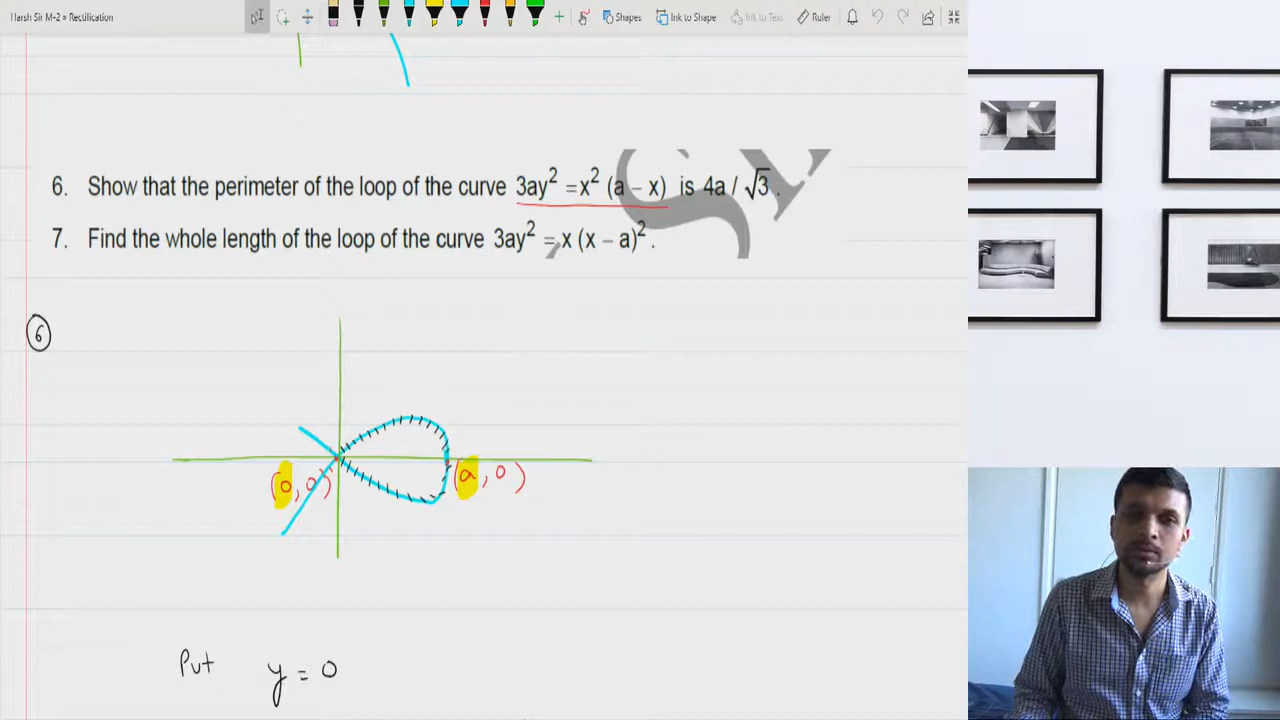 Harsh Sir M-2 » Rectification
Shapes
Ink to Shape
Ink to Text
Ruler
6. Show that the perimeter of the loop of the curve 3ay² =x² (a – x) is 4a / √3 .
7. Find the whole length of the loop of the curve 3ay² = x (x – a)² .
6
(0, 0)
(a, 0)
Put y = 0